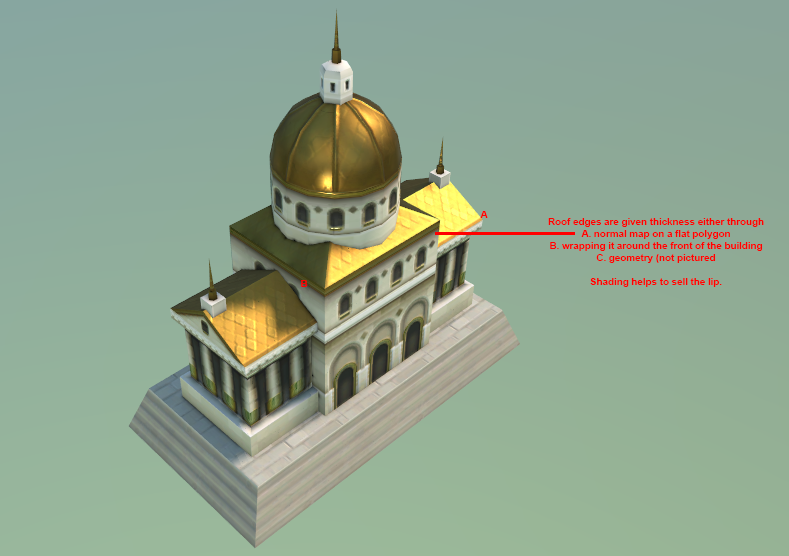 A
Roof edges are given thickness either through
A. normal map on a flat polygon
B. wrapping it around the front of the building
C. geometry (not pictured
B
Shading helps to sell the lip.